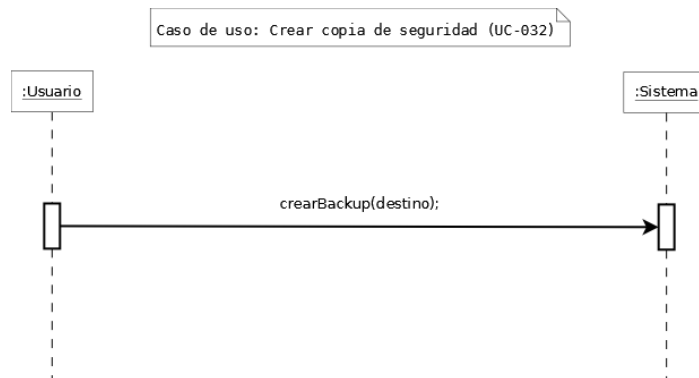 Caso de uso: Crear copia de seguridad (UC-032)
:Usuario
:Sistema
crearBackup(destino);